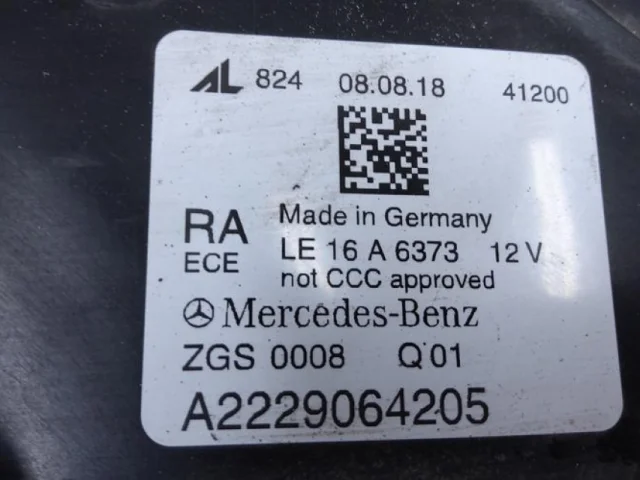 AL 824 08.08.18 41200
RA Made in Germany
ECE LE 16 A 6373 12 V
not CCC approved
Mercedes-Benz
ZGS 0008 Q 01
A2229064205